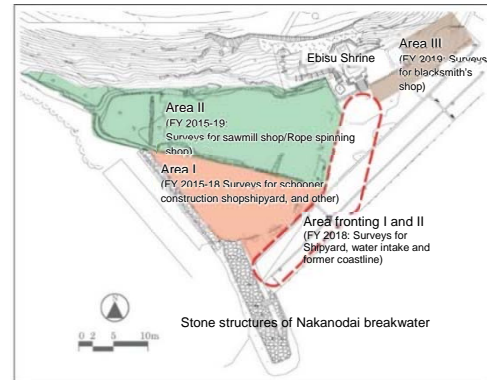 Ebisu Shrine
Area III
(FY 2019: Surveys
for blacksmith's
shop)
Area II
(FY 2015-19:
Surveys for sawmill shop/Rope spinning
shop)
Area I
(FY 2015-18 Surveys for schooner
construction shopshipyard, and other)
Area fronting I and II
(FY 2018: Surveys for
Shipyard, water intake and
former coastline)
Stone structures of Nakanodai breakwater
N
0 2 5 10m